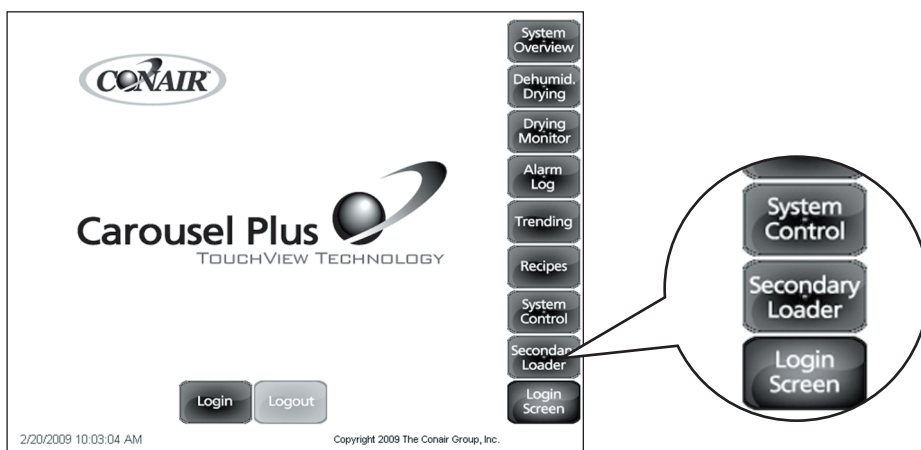 CONAIR
Carousel Plus
TOUCHVIEW TECHNOLOGY
Login
Logout
2/20/2009 10:03:04 AM
Copyright 2009 The Conair Group, Inc.
System
Overview
Dehumid.
Drying
Drying
Monitor
Alarm
Log
Trending
Recipes
System
Control
Secondar
Loader
Login
Screen
System
Control
Secondary
Loader
Login
Screen